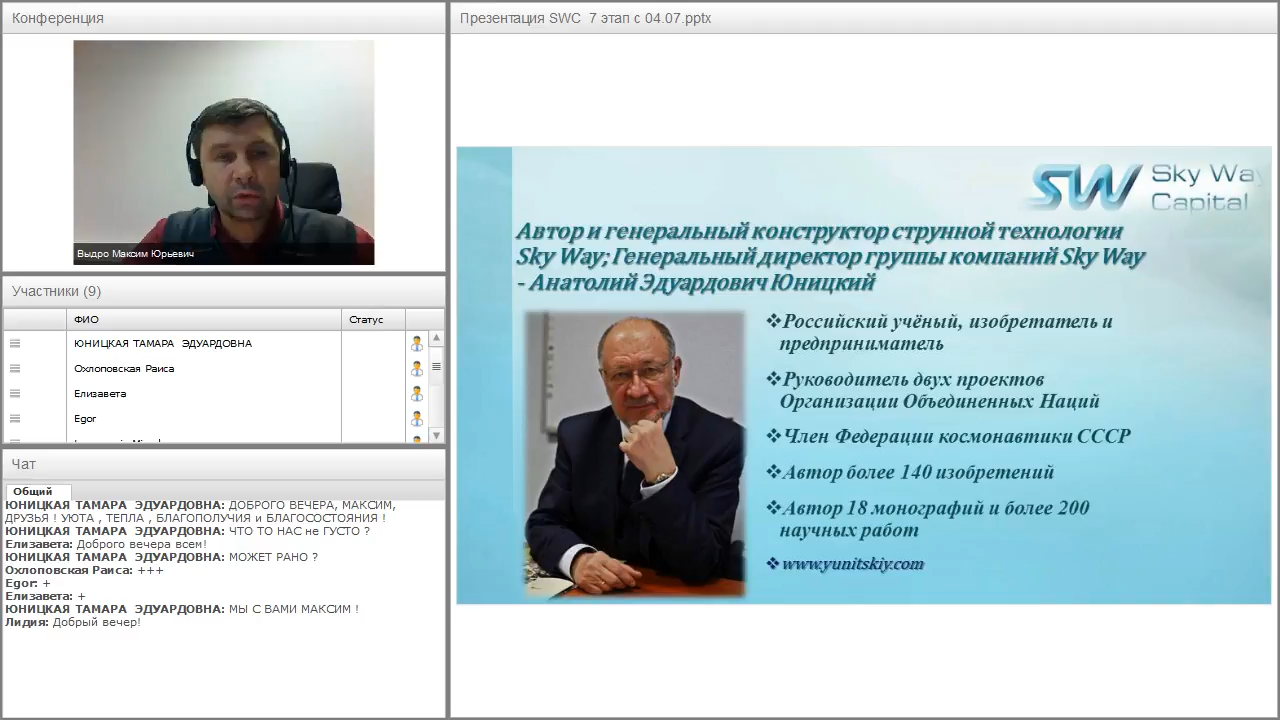 Конференция
Выдро Максим Юрьевич
Участники (9)
ФИО
Статус
ЮНИЦКАЯ ТАМАРА ЭДУАРДОВНА
Охлоповская Раиса
Елизавета
Egor
Чат
Общий
ЮНИЦКАЯ ТАМАРА ЭДУАРДОВНА: ДОБРОГО ВЕЧЕРА, МАКСИМ,
ДРУЗЬЯ ! УЮТА , ТЕПЛА , БЛАГОПОЛУЧИЯ и БЛАГОСОСТОЯНИЯ !
ЮНИЦКАЯ ТАМАРА ЭДУАРДОВНА: ЧТО ТО НАС не ГУСТО ?
Елизавета: Доброго вечера всем!
ЮНИЦКАЯ ТАМАРА ЭДУАРДОВНА: МОЖЕТ РАНО ?
Охлоповская Раиса: +++
Egor: +
Елизавета: +
ЮНИЦКАЯ ТАМАРА ЭДУАРДОВНА: МЫ С ВАМИ МАКСИМ !
Лидия: Добрый вечер!
Презентация SWC 7 этап с 04.07.pptx
SW Sky Way
Capital
Автор и генеральный конструктор струнной технологии
Sky Way; Генеральный директор группы компаний Sky Way
- Анатолий Эдуардович Юницкий
❖Российский учёный, изобретатель и
предприниматель
❖Руководитель двух проектов
Организации Объединенных Наций
❖Член Федерации космонавтики СССР
❖Автор более 140 изобретений
❖Автор 18 монографий и более 200
научных работ
❖www.yunitskiy.com